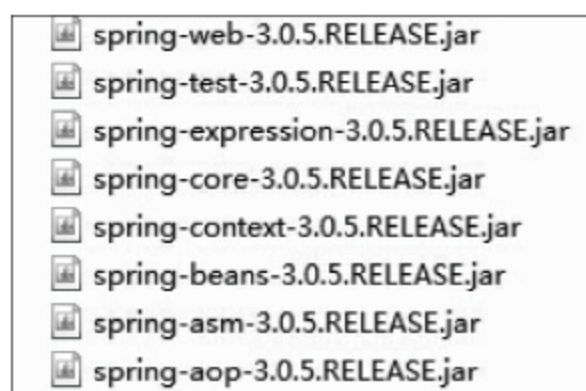 spring-web-3.0.5.RELEASE.jar
spring-test-3.0.5.RELEASE.jar
spring-expression-3.0.5.RELEASE.jar
spring-core-3.0.5.RELEASE.jar
spring-context-3.0.5.RELEASE.jar
spring-beans-3.0.5.RELEASE.jar
spring-asm-3.0.5.RELEASE.jar
spring-aop-3.0.5.RELEASE.jar